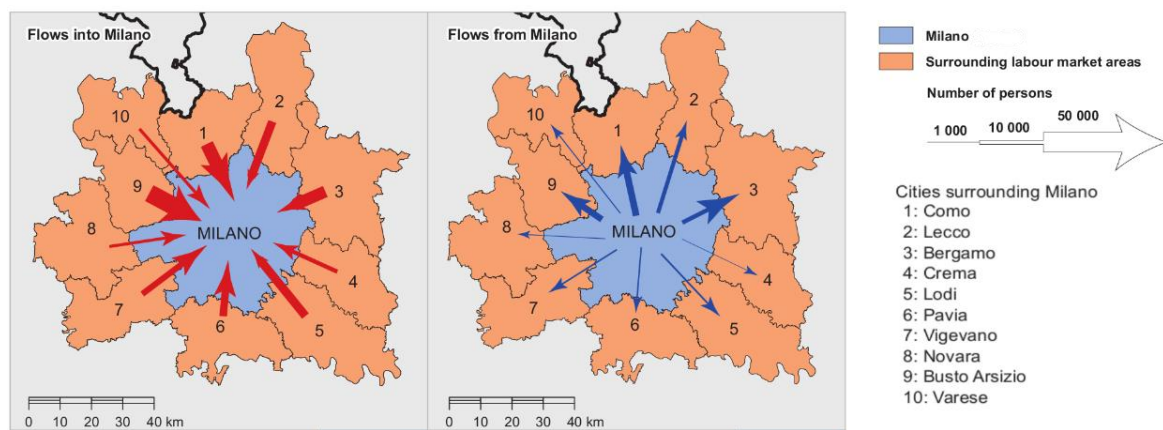 Flows into Milano
10
1
2
9
3
8
MILANO
4
7
6
5
0 10 20 30 40 km
Flows from Milano
10
1
2
9
3
8
MILANO
4
7
6
5
0 10 20 30 40 km
Milano
Surrounding labour market areas
Number of persons
1 000 10 000 50 000
Cities surrounding Milano
1: Como
2: Lecco
3: Bergamo
4: Crema
5: Lodi
6: Pavia
7: Vigevano
8: Novara
9: Busto Arsizio
10: Varese